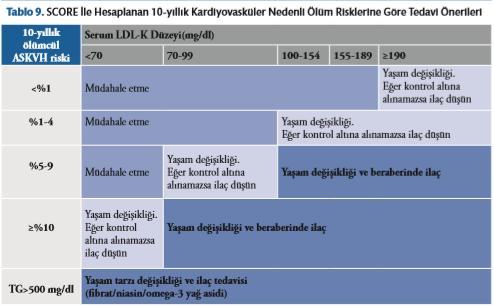 Tablo 9. SCORE İle Hesaplanan 10-yıllık Kardiyovasküler Nedenli Ölüm Risklerine Göre Tedavi Önerileri
10-yıllık
ölümcül
ASKVH riski
Serum LDL-K Düzeyi(mg/dl)
<70
70-99
100-154
155-189
≥190
<%1
Müdahale etme
Yaşam değişikliği.
Eğer kontrol altına
alınamazsa ilaç düşün
%1-4
Müdahale etme
Yaşam değişikliği.
Eğer kontrol altına alınamazsa ilaç düşün
%5-9
Müdahale etme
Yaşam değişikliği.
Eğer kontrol altına
alınamazsa ilaç düşün
Yaşam değişikliği ve beraberinde ilaç
≥%10
Yaşam değişikliği.
Eğer kontrol
altına alınamazsa
ilaç düşün
Yaşam değişikliği ve beraberinde ilaç
TG>500 mg/dl
Yaşam tarzı değişikliği ve ilaç tedavisi
(fibrat/niasin/omega-3 yağ asidi)